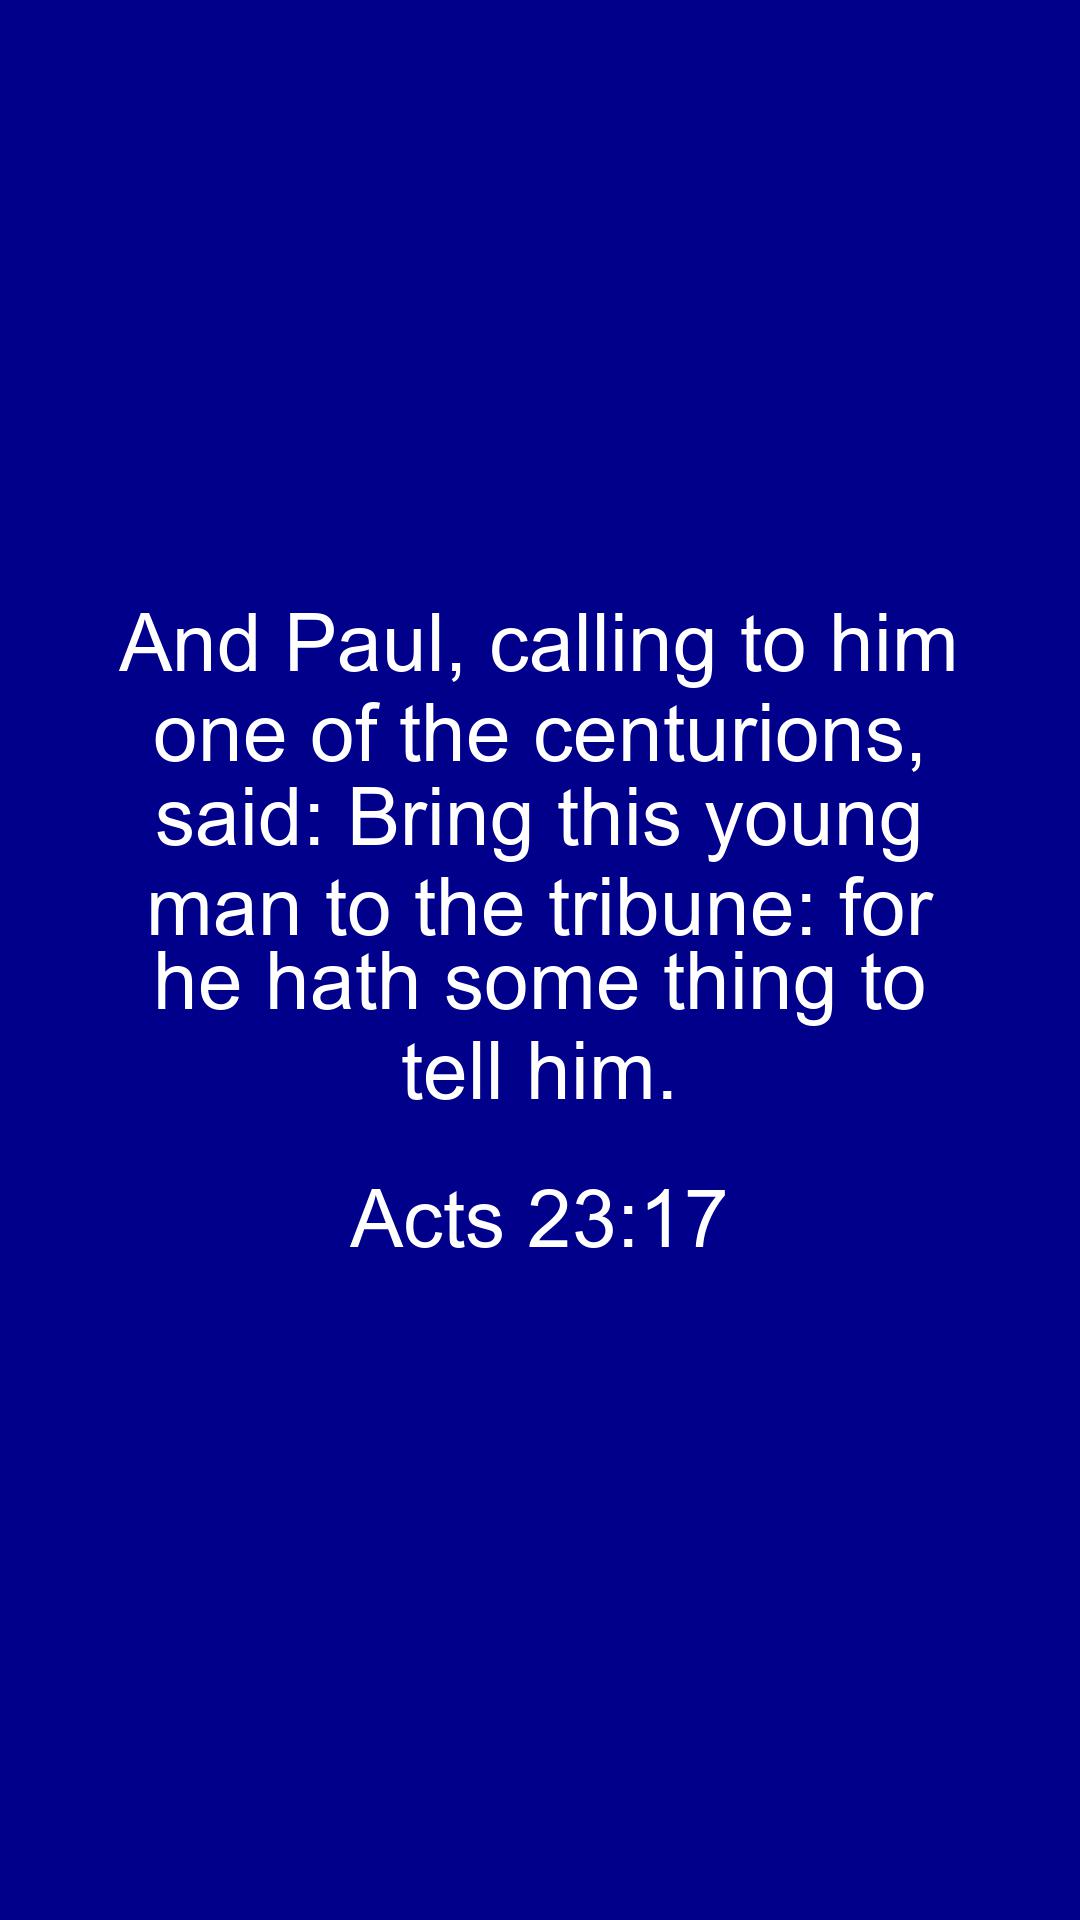 And Paul, calling to him
one of the centurions,
said: Bring this young
man to the tribune: for
he hath some thing to
tell him.
Acts 23:17